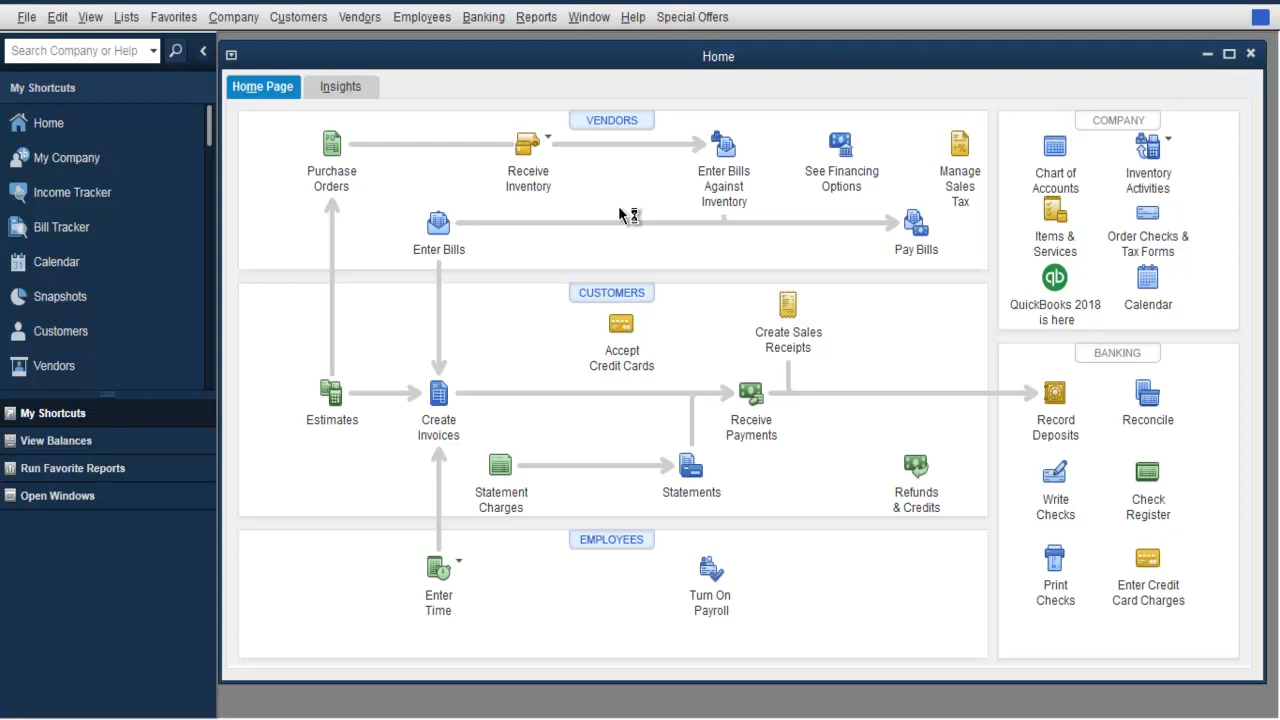 File Edit View Lists Favorites Company Customers Vendors Employees Banking Reports Window Help Special Offers
Search Company or Help
Home
My Shortcuts
Home
My Company
Income Tracker
Bill Tracker
Calendar
Snapshots
Customers
Vendors
My Shortcuts
View Balances
Run Favorite Reports
Open Windows
Home Page
Insights
VENDORS
Purchase
Orders
Receive
Inventory
Enter Bills
Against
Inventory
See Financing
Options
Manage
Sales
Tax
Enter Bills
Pay Bills
CUSTOMERS
Accept
Credit Cards
Create Sales
Receipts
Estimates
Create
Invoices
Receive
Payments
Statement
Charges
Statements
Refunds
& Credits
EMPLOYEES
Enter
Time
Turn On
Payroll
COMPANY
Chart of
Accounts
Inventory
Activities
Items &
Services
Order Checks &
Tax Forms
qb
QuickBooks 2018
is here
Calendar
BANKING
Record
Deposits
Reconcile
Write
Checks
Check
Register
Print
Checks
Enter Credit
Card Charges